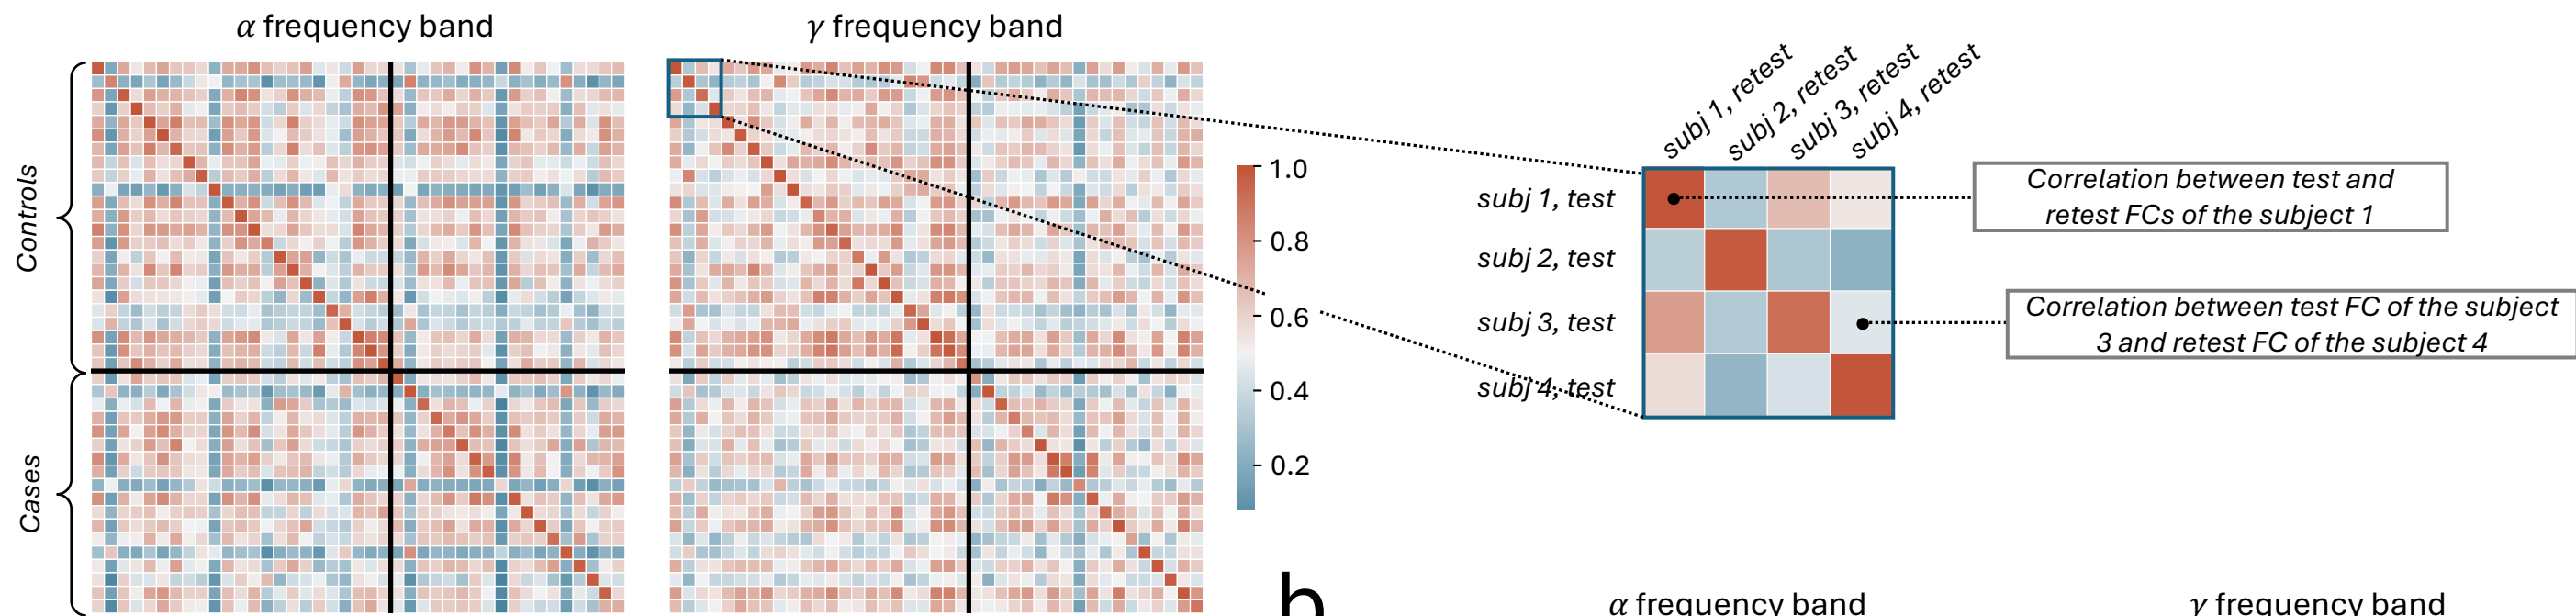 α frequency band
γ frequency band
Controls
Cases
1.0
0.8
0.6
0.4
0.2
subj 1, retest
subj 2, retest
subj 3, retest
subj 4, retest
subj 1, test
subj 2, test
subj 3, test
subj 4, test
Correlation between test and
retest FCs of the subject 1
Correlation between test FC of the subject
3 and retest FC of the subject 4
b
α frequency band
γ frequency band